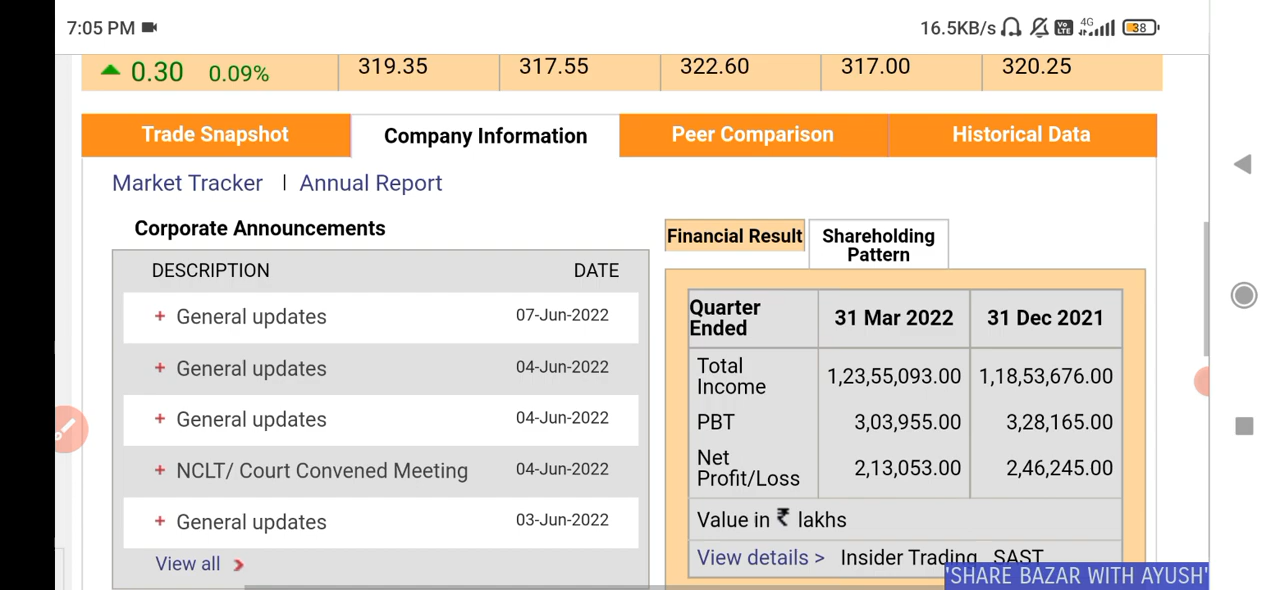 7:05 PM 16.5KB/s Vo LTE 4G 38
0.30 0.09% 319.35 317.55 322.60 317.00 320.25
Trade Snapshot Company Information Peer Comparison Historical Data
Market Tracker | Annual Report
Corporate Announcements
DESCRIPTION DATE
+ General updates 07-Jun-2022
+ General updates 04-Jun-2022
+ General updates 04-Jun-2022
+ NCLT/ Court Convened Meeting 04-Jun-2022
+ General updates 03-Jun-2022
View all >
Financial Result Shareholding
Pattern
Quarter
Ended 31 Mar 2022 31 Dec 2021
Total
Income 1,23,55,093.00 1,18,53,676.00
PBT 3,03,955.00 3,28,165.00
Net
Profit/Loss 2,13,053.00 2,46,245.00
Value in ₹ lakhs
View details > Insider Trading SAST
'SHARE BAZAR WITH AYUSH'